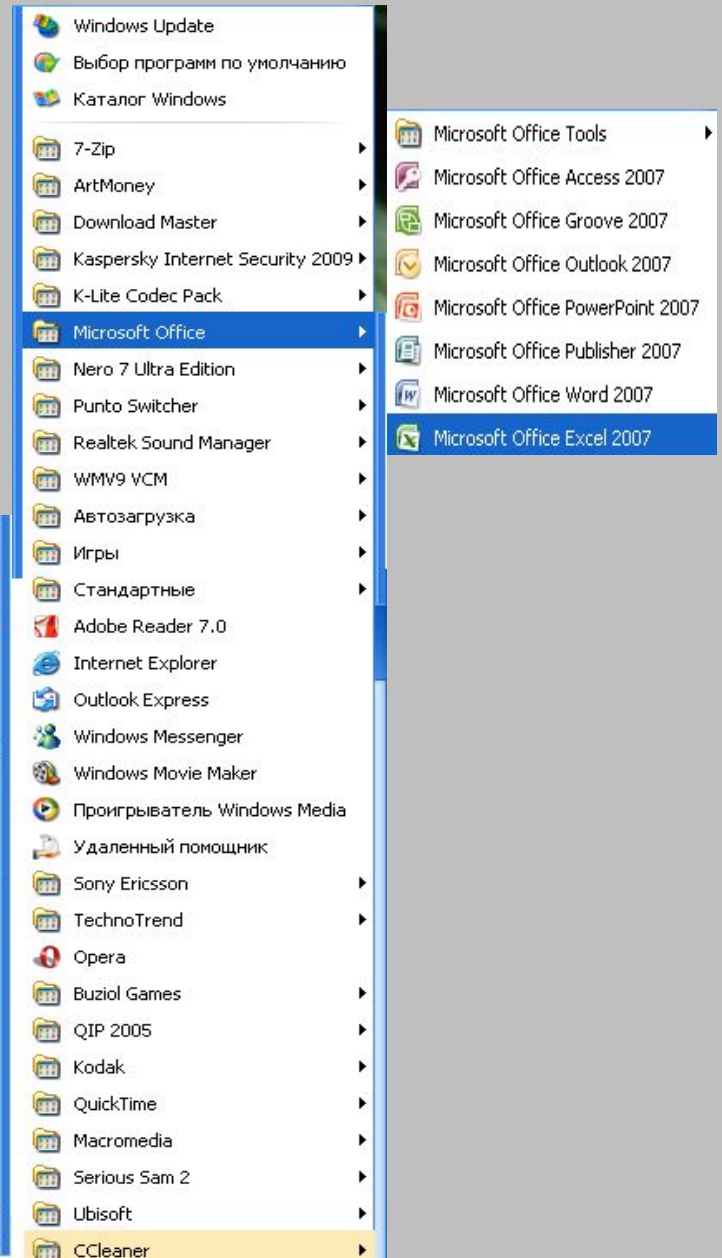 Windows Update
Выбор программ по умолчанию
Каталог Windows
7-Zip
ArtMoney
Download Master
Kaspersky Internet Security 2009
K-Lite Codec Pack
Microsoft Office
Nero 7 Ultra Edition
Punto Switcher
Realtek Sound Manager
WMV9 VCM
Автозагрузка
Игры
Стандартные
Adobe Reader 7.0
Internet Explorer
Outlook Express
Windows Messenger
Windows Movie Maker
Проигрыватель Windows Media
Удаленный помощник
Sony Ericsson
TechnoTrend
Opera
Buziol Games
QIP 2005
Kodak
QuickTime
Macromedia
Serious Sam 2
Ubisoft
CCleaner
Microsoft Office Tools
Microsoft Office Access 2007
Microsoft Office Groove 2007
Microsoft Office Outlook 2007
Microsoft Office PowerPoint 2007
Microsoft Office Publisher 2007
Microsoft Office Word 2007
Microsoft Office Excel 2007